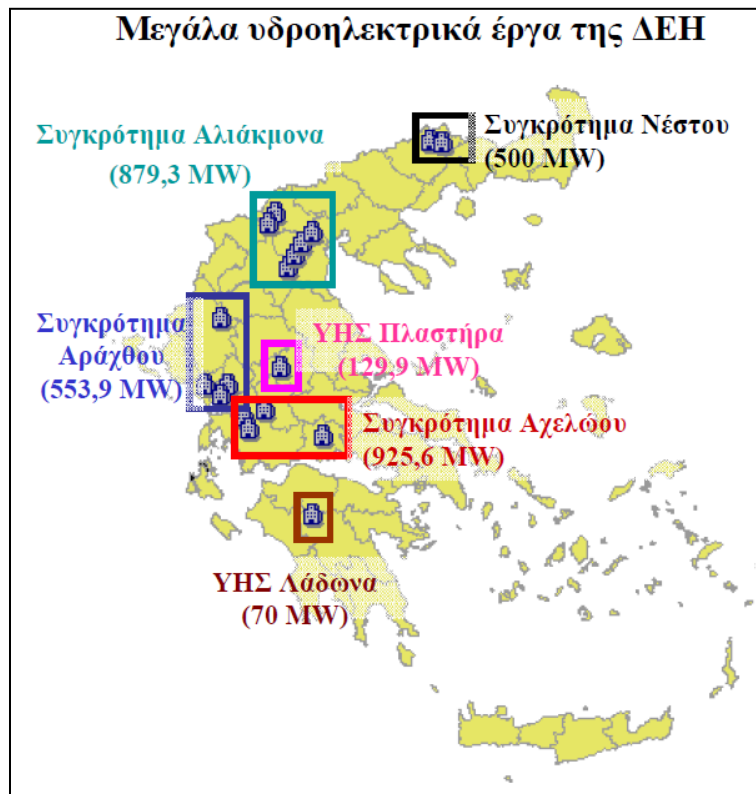 Μεγάλα υδροηλεκτρικά έργα της ΔΕΗ
Συγκρότημα Αλιάκμονα
(879,3 MW)
Συγκρότημα Νέστου
(500 MW)
Συγκρότημα
Αράχθου
(553,9 MW)
ΥΗΣ Πλαστήρα
(129,9 MW)
Συγκρότημα Αχελώου
(925,6 MW)
ΥΗΣ Λάδωνα
(70 MW)